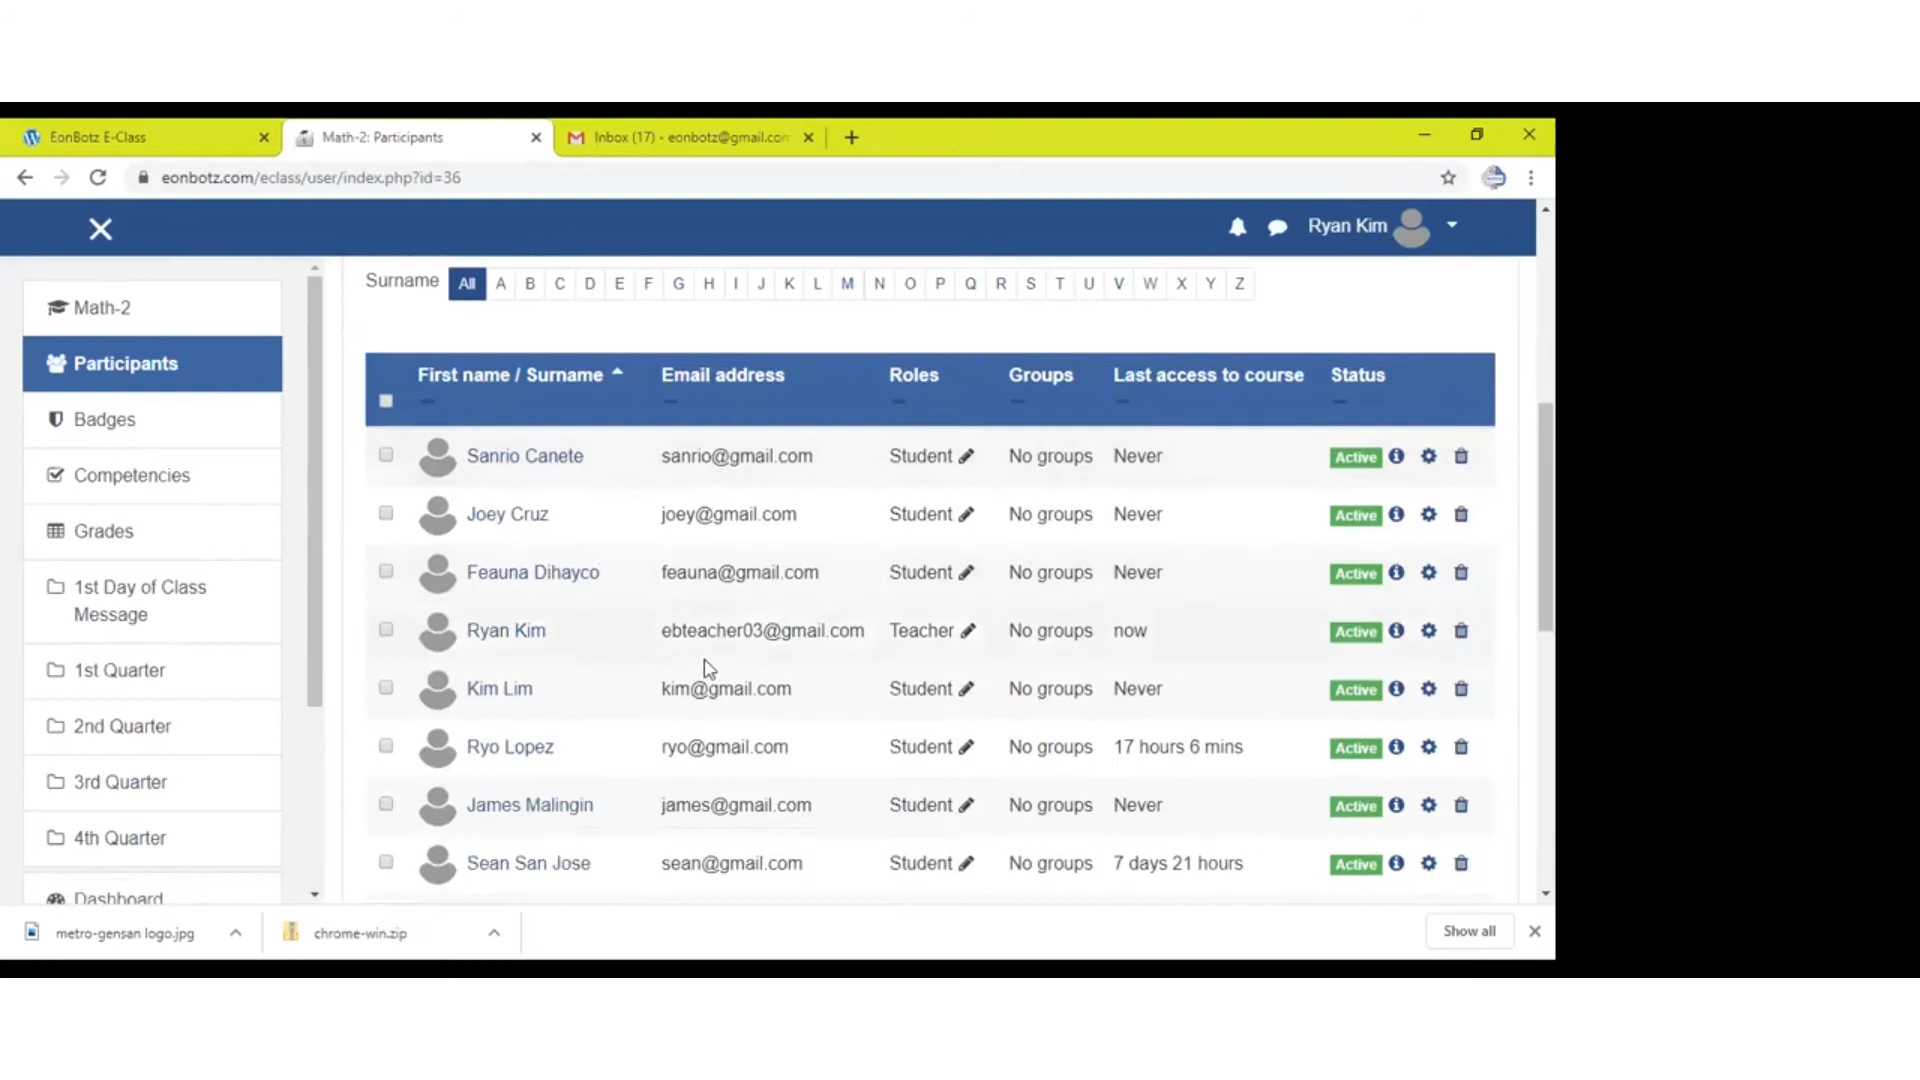 EonBotz E-Class
Math-2: Participants
Inbox (17) - eonbotz@gmail.com
eonbotz.com/eclass/user/index.php?id=36
Ryan Kim
Surname All A B C D E F G H I J K L M N O P Q R S T U V W X Y Z
Math-2
Participants
Badges
Competencies
Grades
1st Day of Class
Message
1st Quarter
2nd Quarter
3rd Quarter
4th Quarter
Dashboard
First name / Surname Email address Roles Groups Last access to course Status
Sanrio Canete sanrio@gmail.com Student No groups Never Active
Joey Cruz joey@gmail.com Student No groups Never Active
Feauna Dihayco feauna@gmail.com Student No groups Never Active
Ryan Kim ebteacher03@gmail.com Teacher No groups now Active
Kim Lim kim@gmail.com Student No groups Never Active
Ryo Lopez ryo@gmail.com Student No groups 17 hours 6 mins Active
James Malingin james@gmail.com Student No groups Never Active
Sean San Jose sean@gmail.com Student No groups 7 days 21 hours Active
metro-gensan logo.jpg
chrome-win.zip
Show all